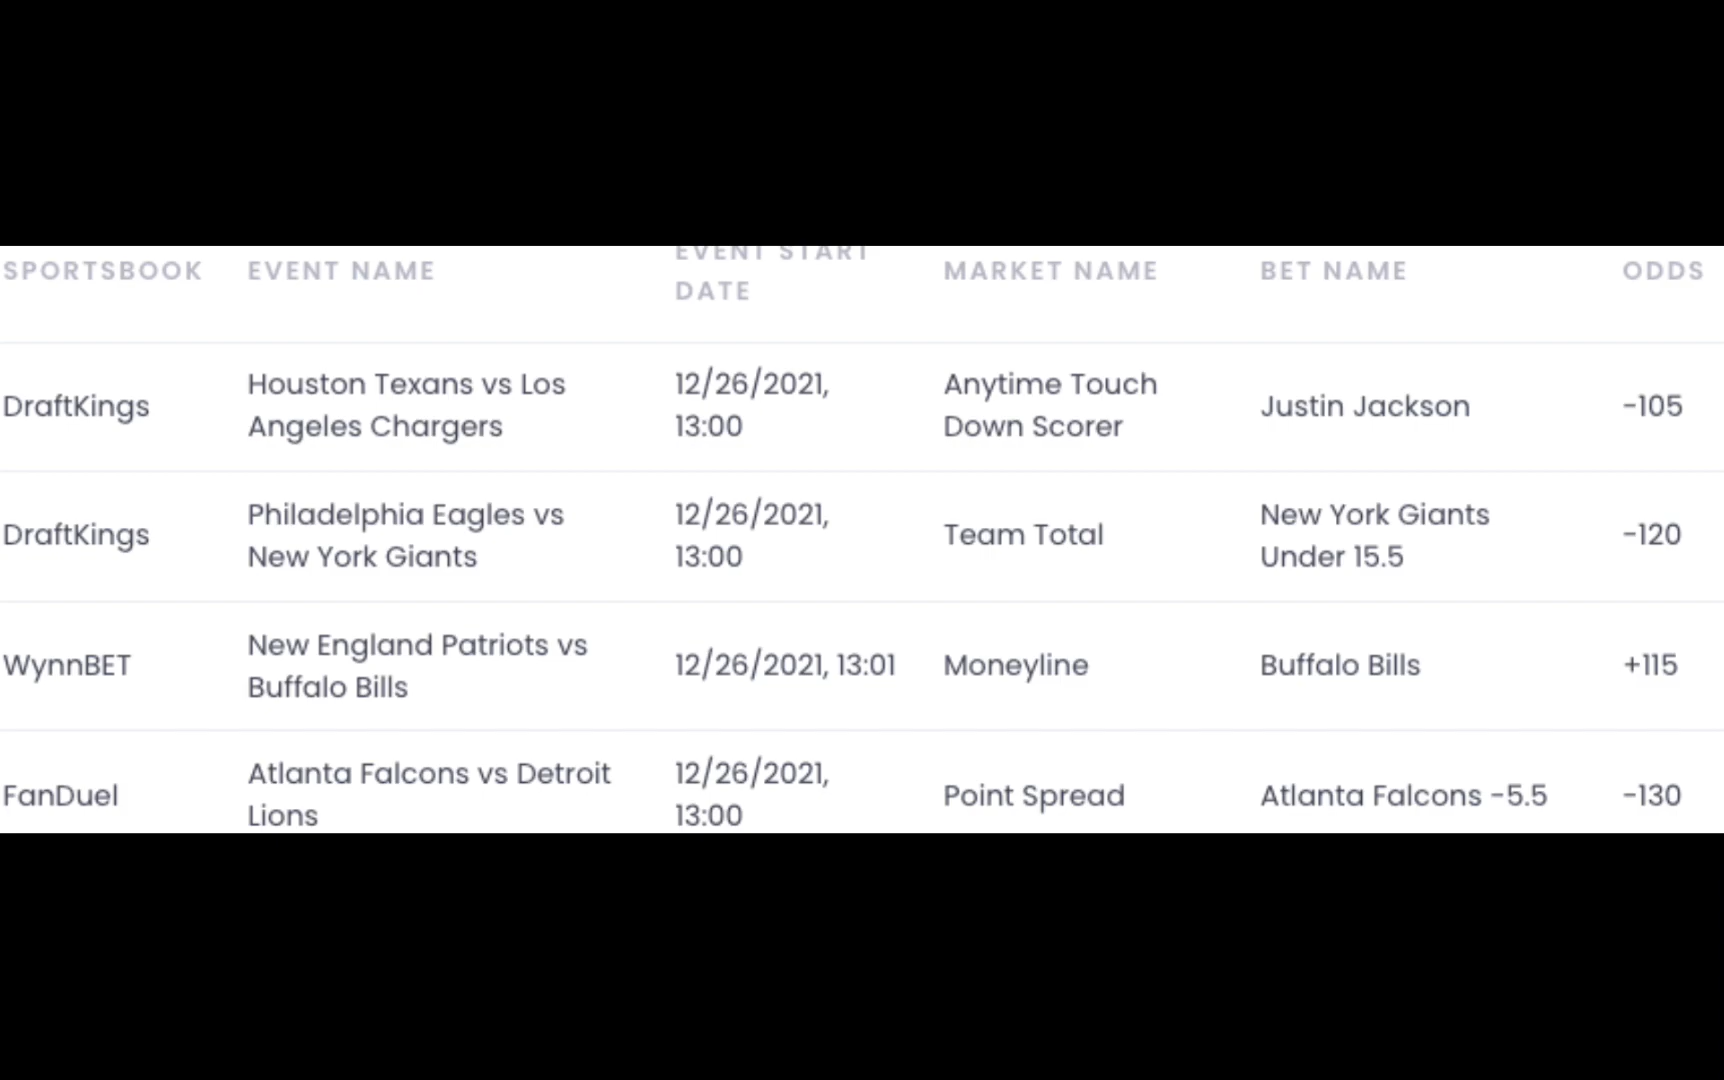 SPORTSBOOK EVENT NAME EVENT START DATE MARKET NAME BET NAME ODDS
DraftKings
Houston Texans vs Los
Angeles Chargers
12/26/2021,
13:00
Anytime Touch
Down Scorer
Justin Jackson
-105
DraftKings
Philadelphia Eagles vs
New York Giants
12/26/2021,
13:00
Team Total
New York Giants
Under 15.5
-120
WynnBET
New England Patriots vs
Buffalo Bills
12/26/2021, 13:01
Moneyline
Buffalo Bills
+115
FanDuel
Atlanta Falcons vs Detroit
Lions
12/26/2021,
13:00
Point Spread
Atlanta Falcons -5.5
-130